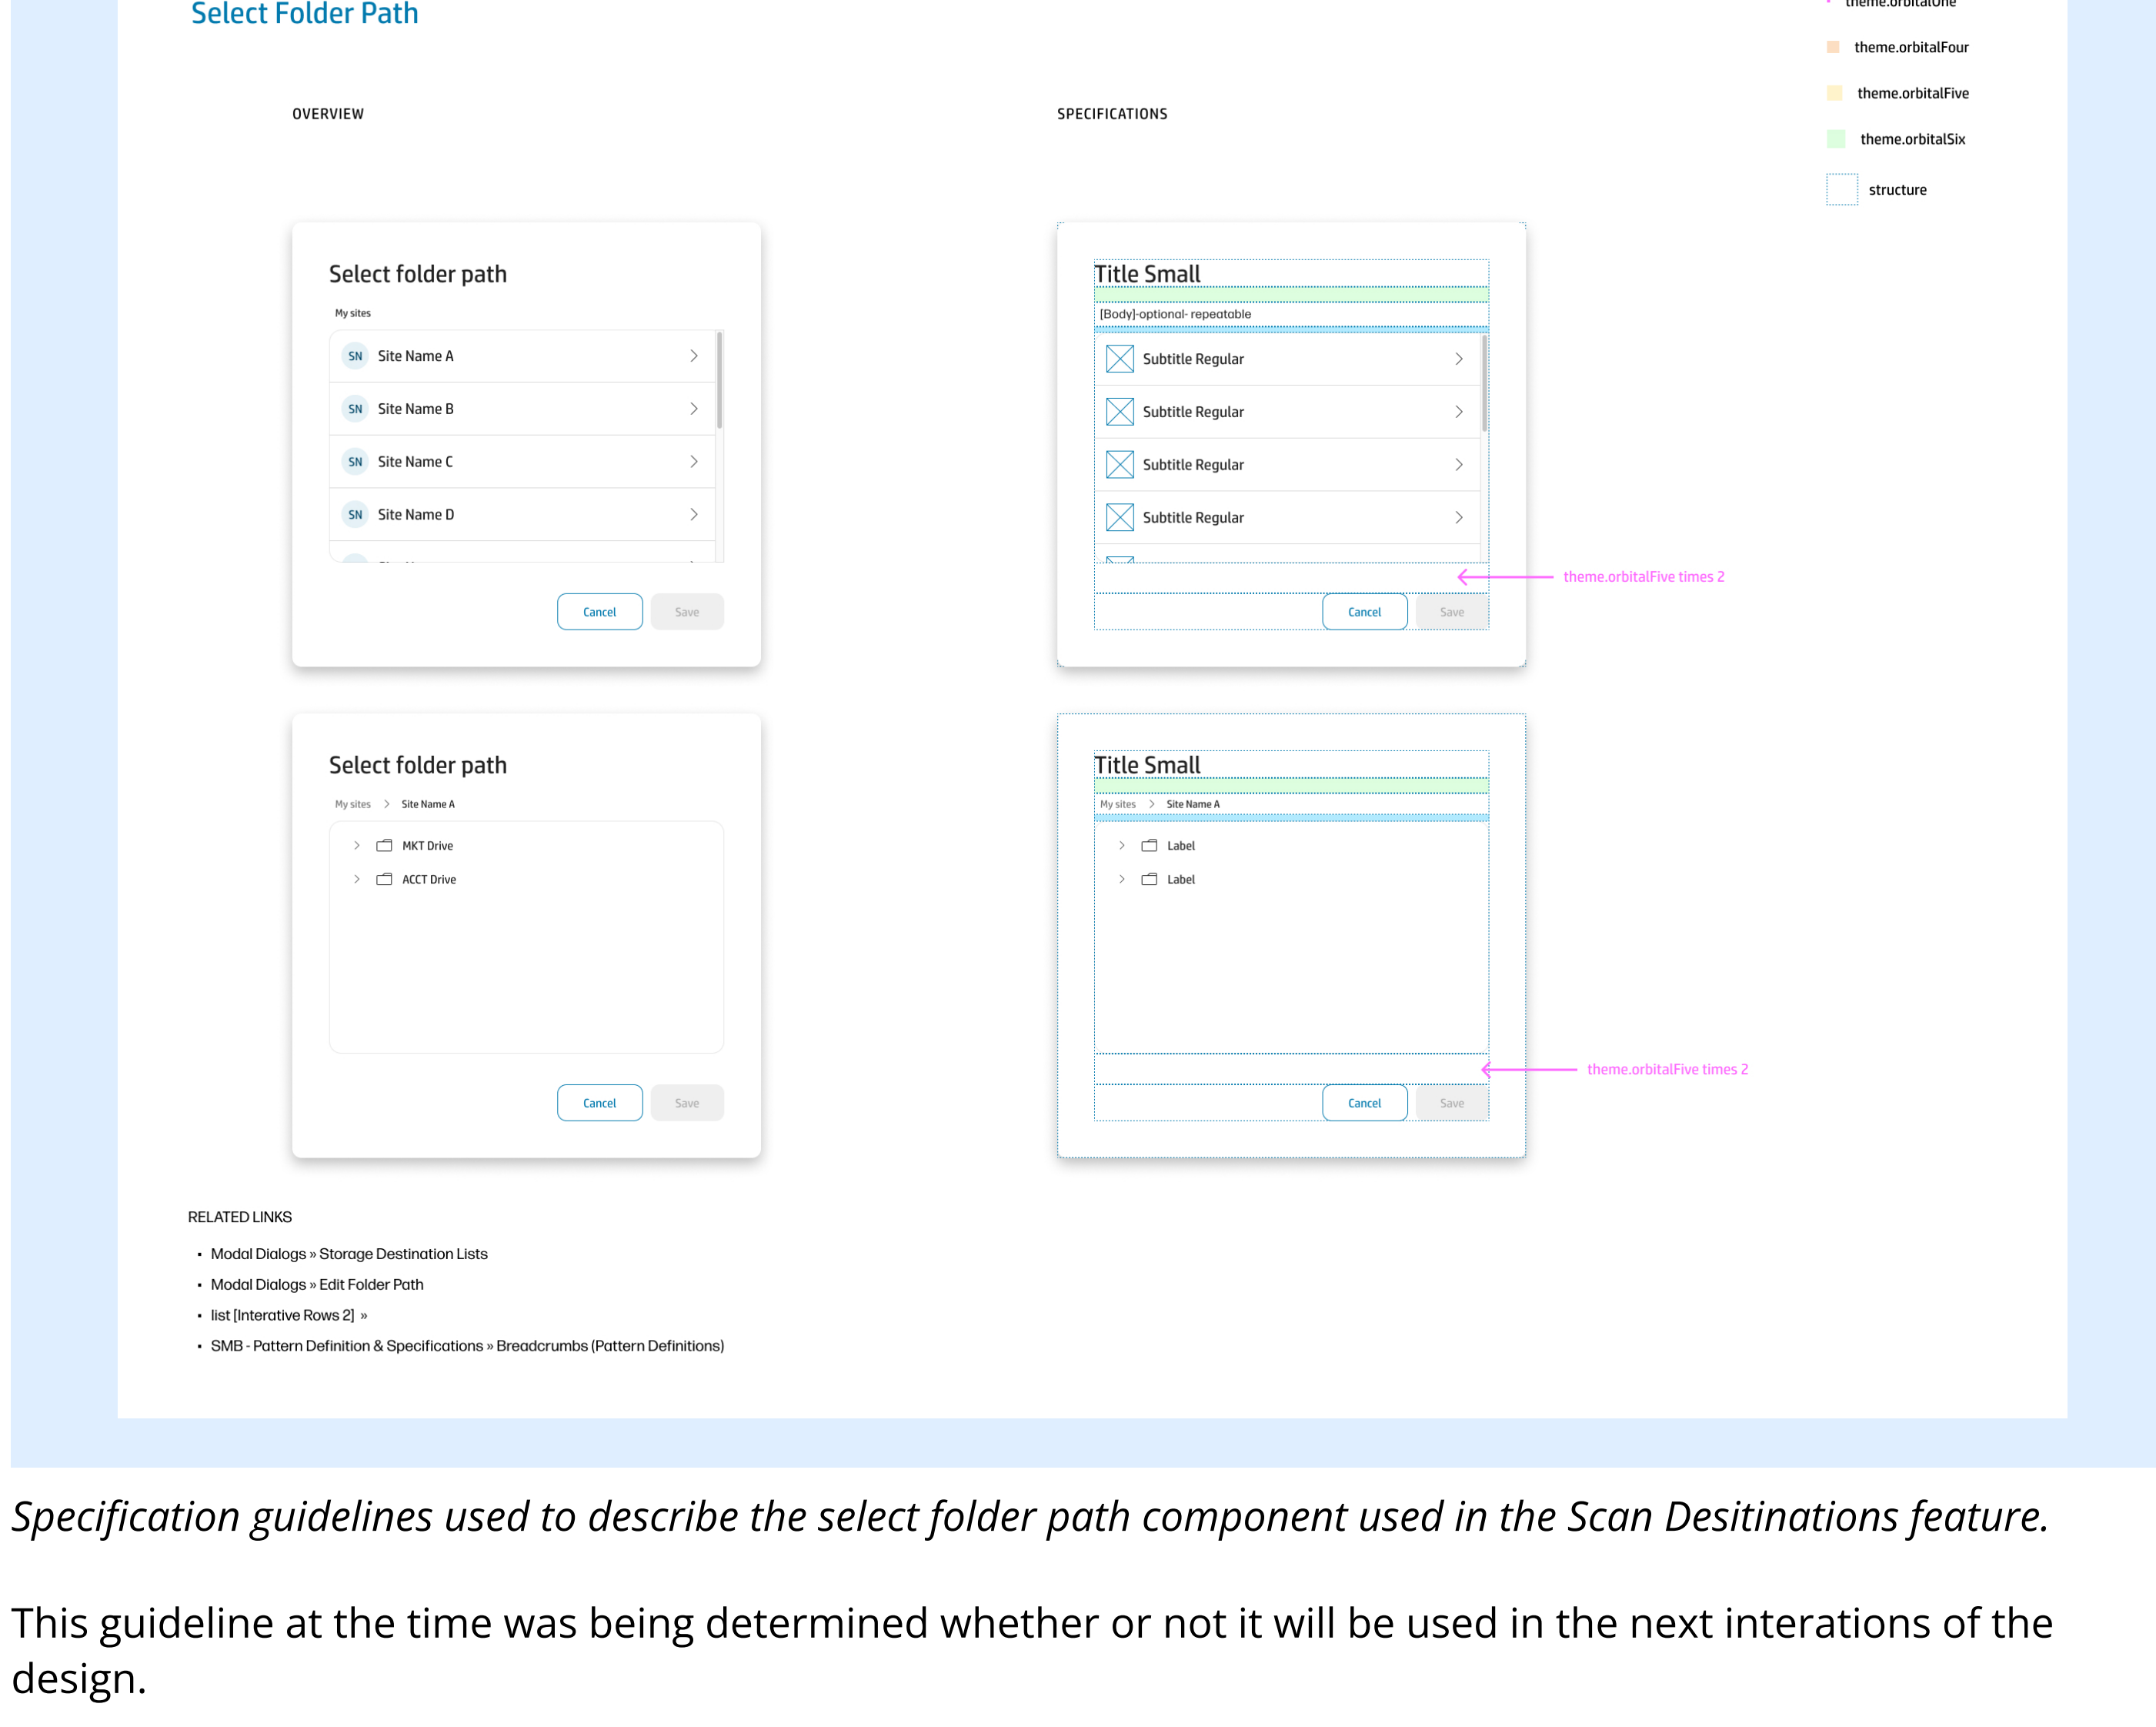 Select Folder Path
theme.orbitalOne
theme.orbitalFour
theme.orbitalFive
theme.orbitalSix
structure
OVERVIEW
SPECIFICATIONS
Select folder path
My sites
SN Site Name A
SN Site Name B
SN Site Name C
SN Site Name D
Cancel Save
Title Small
[Body]-optional- repeatable
Subtitle Regular
Subtitle Regular
Subtitle Regular
Subtitle Regular
theme.orbitalFive times 2
Cancel Save
Select folder path
My sites > Site Name A
MKT Drive
ACCT Drive
Cancel Save
Title Small
My sites > Site Name A
Label
Label
theme.orbitalFive times 2
Cancel Save
RELATED LINKS
• Modal Dialogs » Storage Destination Lists
• Modal Dialogs » Edit Folder Path
• list [Interative Rows 2] »
• SMB - Pattern Definition & Specifications » Breadcrumbs (Pattern Definitions)
Specification guidelines used to describe the select folder path component used in the Scan Desitinations feature.
This guideline at the time was being determined whether or not it will be used in the next interations of the
design.